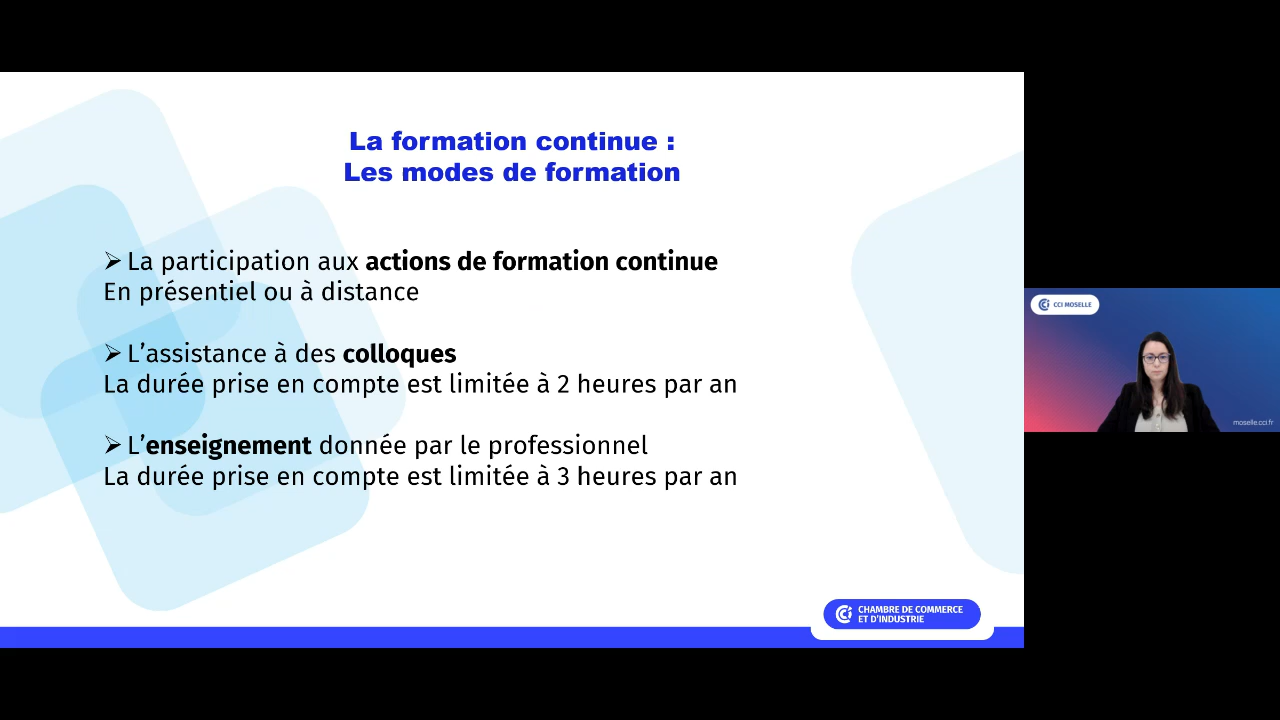 La formation continue :
Les modes de formation
➢ La participation aux actions de formation continue
En présentiel ou à distance
➢ L’assistance à des colloques
La durée prise en compte est limitée à 2 heures par an
➢ L’enseignement donnée par le professionnel
La durée prise en compte est limitée à 3 heures par an
CHAMBRE DE COMMERCE
ET D’INDUSTRIE
CCI MOSELLE
moselle.cci.fr